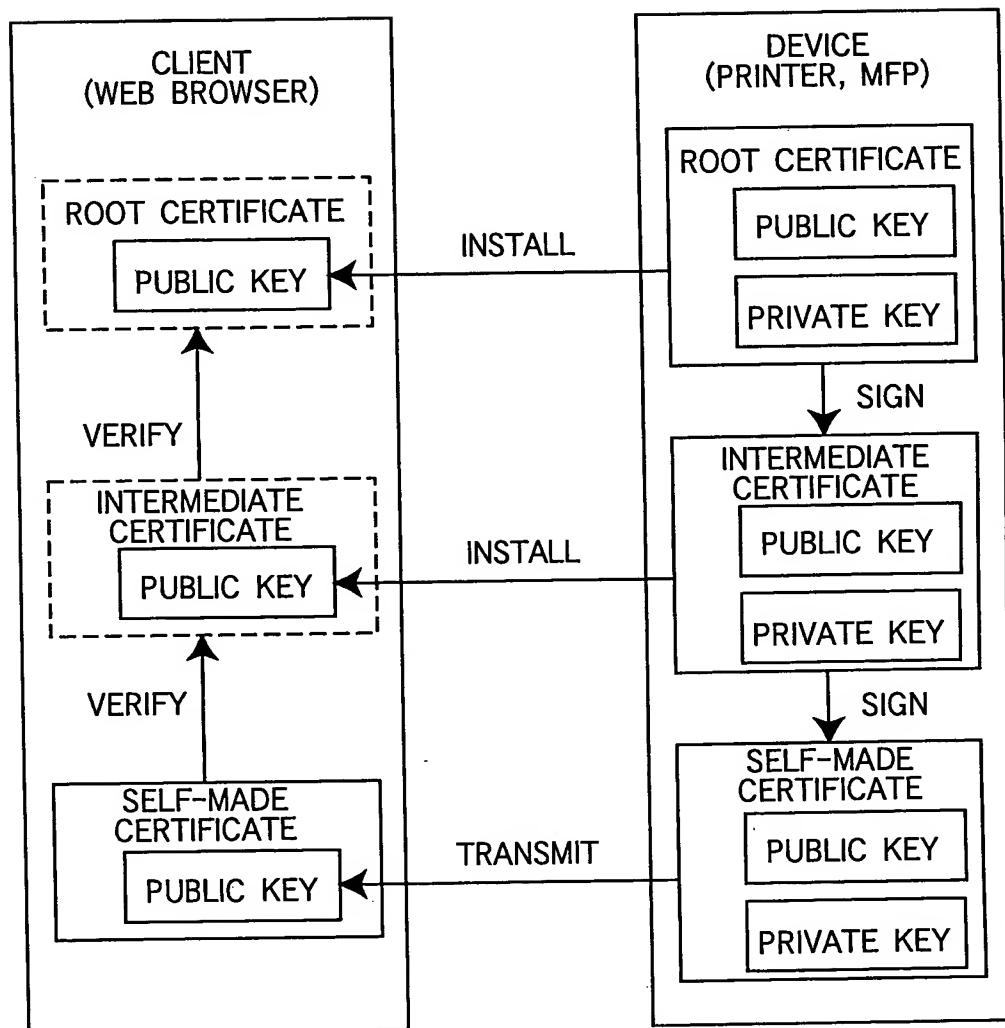 CLIENT
(WEB BROWSER)
ROOT CERTIFICATE
PUBLIC KEY
VERIFY
INTERMEDIATE
CERTIFICATE
PUBLIC KEY
VERIFY
SELF-MADE
CERTIFICATE
PUBLIC KEY
INSTALL
INSTALL
TRANSMIT
DEVICE
(PRINTER, MFP)
ROOT CERTIFICATE
PUBLIC KEY
PRIVATE KEY
SIGN
INTERMEDIATE
CERTIFICATE
PUBLIC KEY
PRIVATE KEY
SIGN
SELF-MADE
CERTIFICATE
PUBLIC KEY
PRIVATE KEY